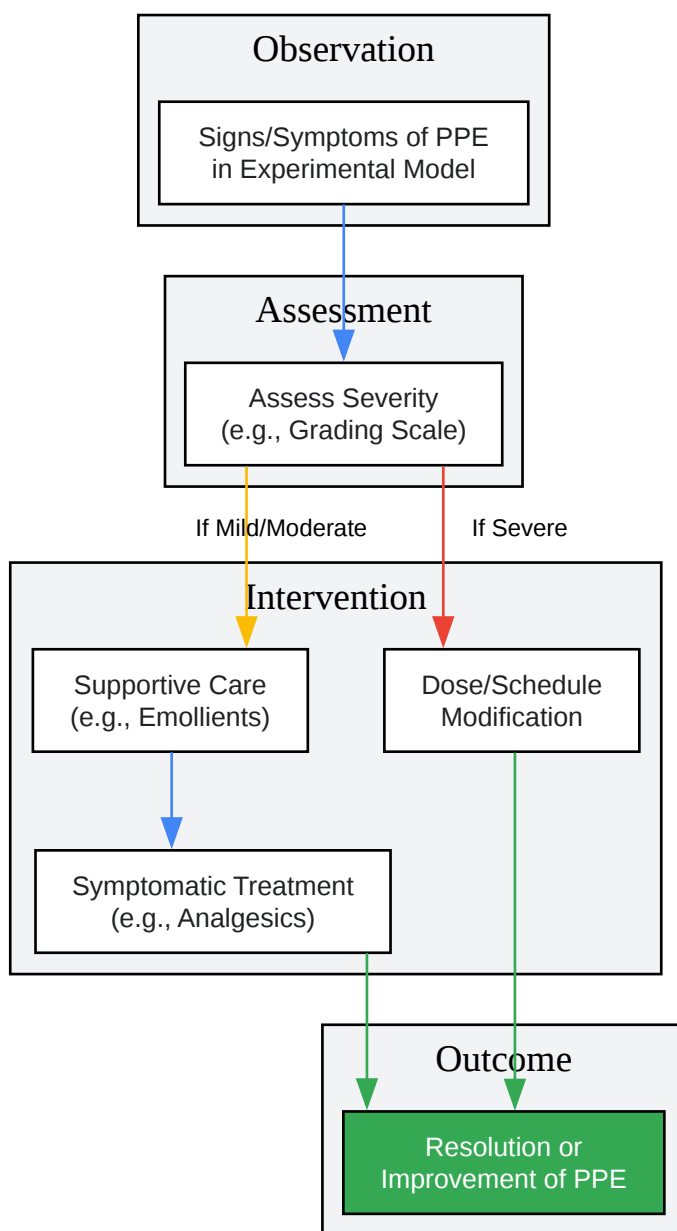 Observation
Signs/Symptoms of PPE
in Experimental Model
Assessment
Assess Severity
(e.g., Grading Scale)
If Mild/Moderate
If Severe
Intervention
Supportive Care
(e.g., Emollients)
Dose/Schedule
Modification
Symptomatic Treatment
(e.g., Analgesics)
Outcome
Resolution or
Improvement of PPE